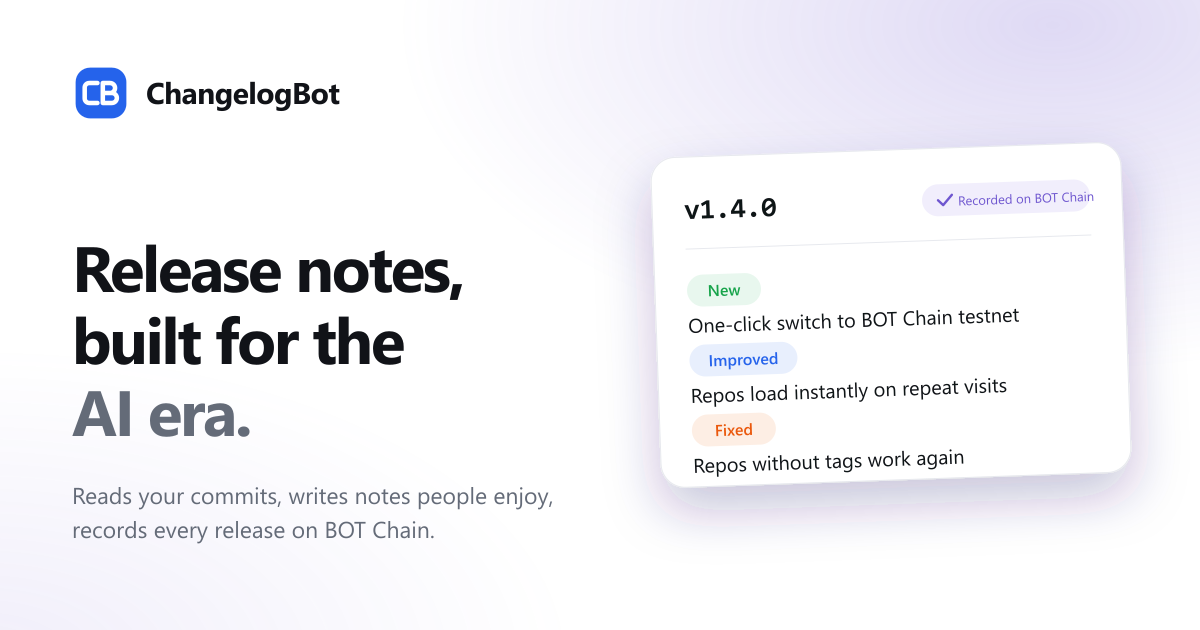 CB ChangelogBot
Release notes,
built for the
AI era.
Reads your commits, writes notes people enjoy,
records every release on BOT Chain.
v1.4.0
Recorded on BOT Chain
New
One-click switch to BOT Chain testnet
Improved
Repos load instantly on repeat visits
Fixed
Repos without tags work again